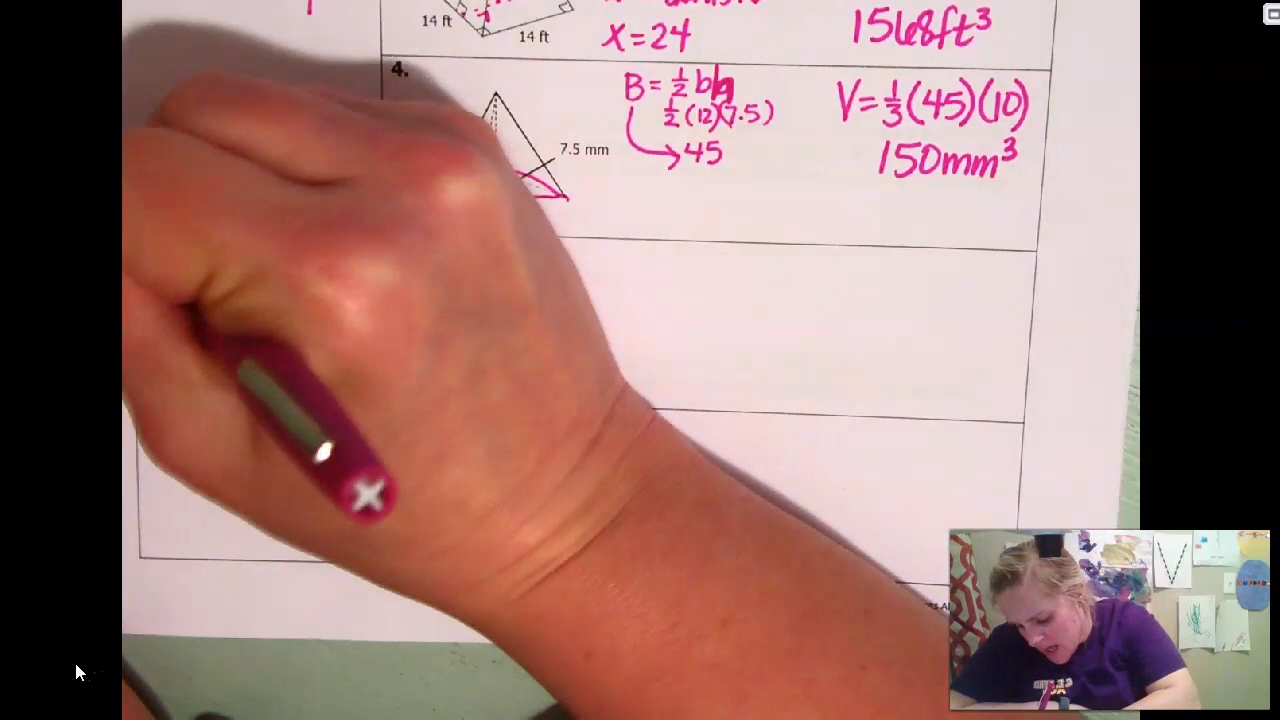 14 ft
14 ft
X = 24
1568ft³
4.
B = ½ bh
½(12)(7.5)
45
7.5 mm
V = ⅓(45)(10)
150mm³